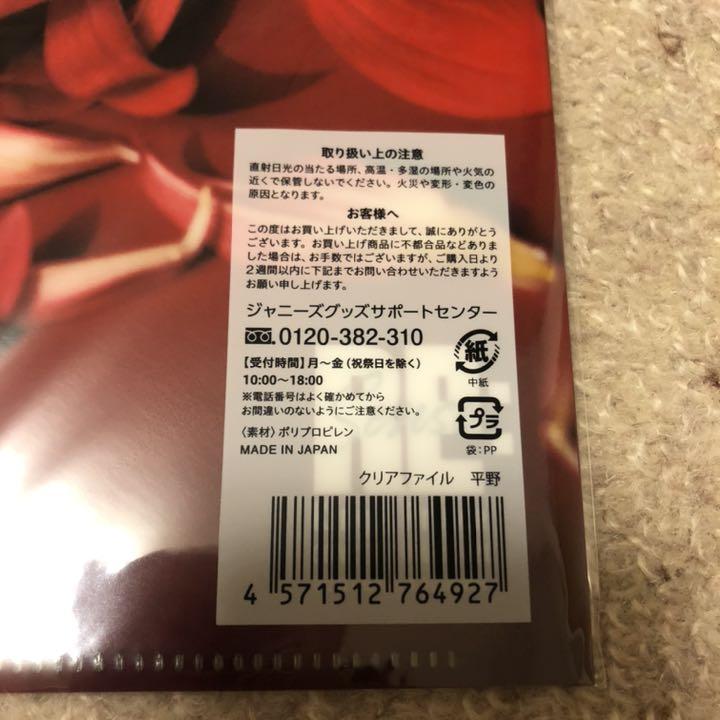 取り扱い上の注意
直射日光の当たる場所、高温・多湿の場所や火気の
近くで保管しないでください。火災や変形・変色の
原因となります。
お客様へ
この度はお買い上げいただきまして、誠にありがとう
ございます。お買い上げ商品に不都合品などありま
した場合は、お手数ではございますが、ご購入日より
2週間以内に下記までお問い合わせいただきますよう
お願い申し上げます。
ジャニーズグッズサポートセンター
0120-382-310
【受付時間】月～金(祝祭日を除く)
10:00～18:00
※電話番号はよく確かめてから
お間違いのないようにご注意ください。
〈素材〉ポリプロピレン
MADE IN JAPAN
紙
中紙
プラ
袋:PP
クリアファイル 平野
4 571512 764927